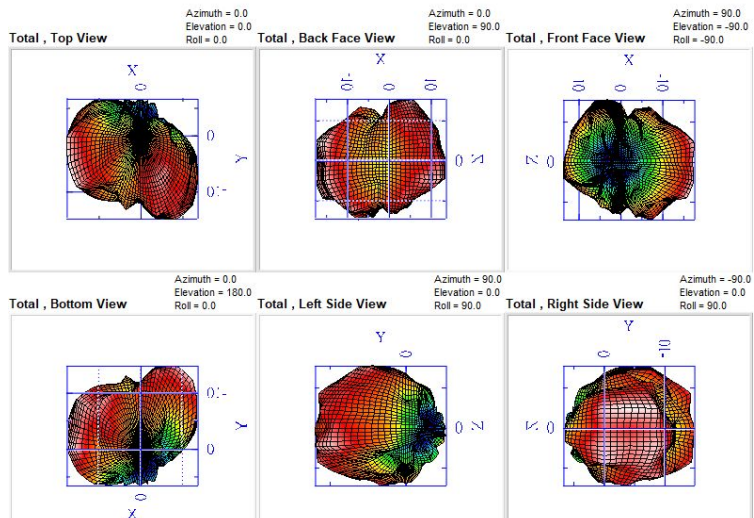 Azimuth = 0.0
Elevation = 0.0
Roll = 0.0
Total , Top View
X
0
0
Y
Azimuth = 0.0
Elevation = 90.0
Roll = 0.0
Total , Back Face View
X
-10
0
10
0
Z
Azimuth = 90.0
Elevation = -90.0
Roll = -90.0
Total , Front Face View
X
10
0
-10
Z
0
Azimuth = 0.0
Elevation = 180.0
Roll = 0.0
Total , Bottom View
0
Y
0
X
Azimuth = 90.0
Elevation = 0.0
Roll = 90.0
Total , Left Side View
Y
0
0
Z
Azimuth = -90.0
Elevation = 0.0
Roll = 90.0
Total , Right Side View
Y
0
-10
Z
0